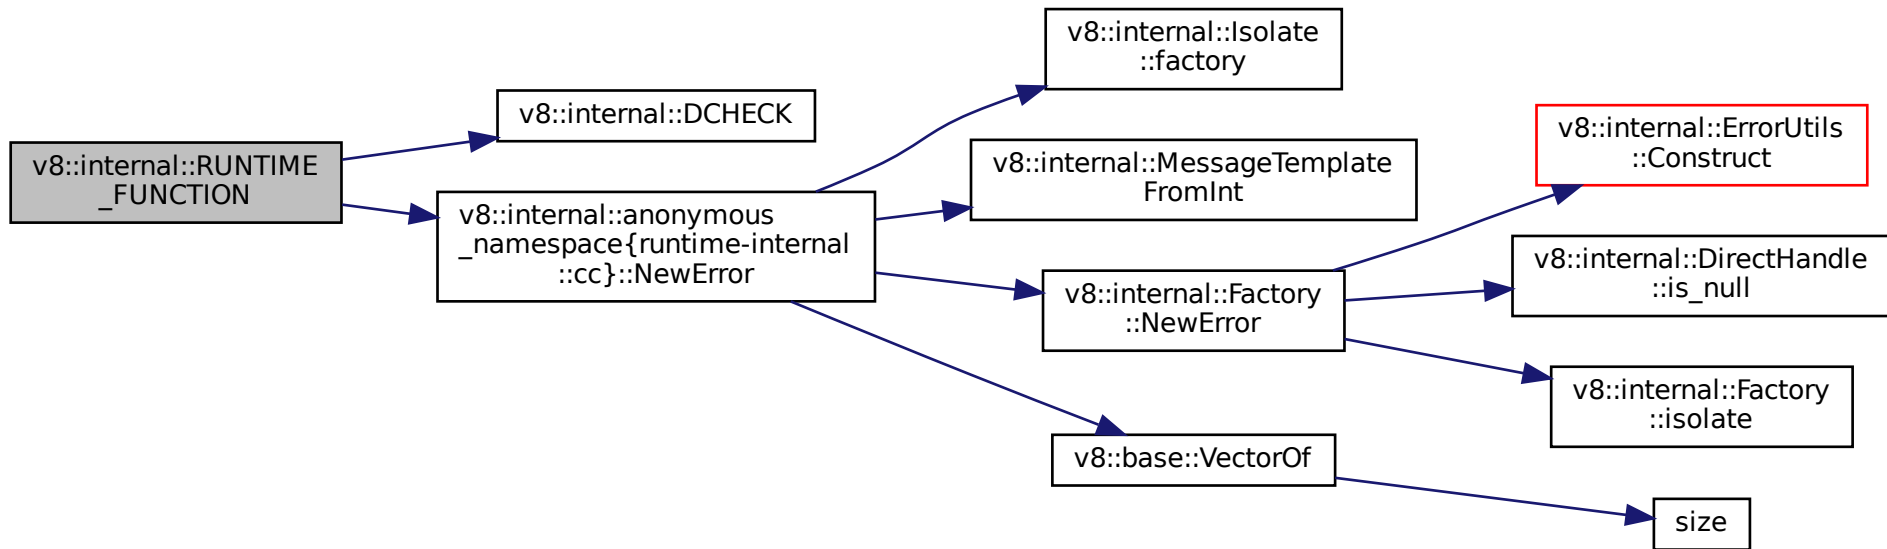 v8::internal::RUNTIME
_FUNCTION
v8::internal::DCHECK
v8::internal::anonymous
_namespace{runtime-internal
::cc}::NewError
v8::internal::Isolate
::factory
v8::internal::MessageTemplate
FromInt
v8::internal::Factory
::NewError
v8::base::VectorOf
v8::internal::ErrorUtils
::Construct
v8::internal::DirectHandle
::is_null
v8::internal::Factory
::isolate
size